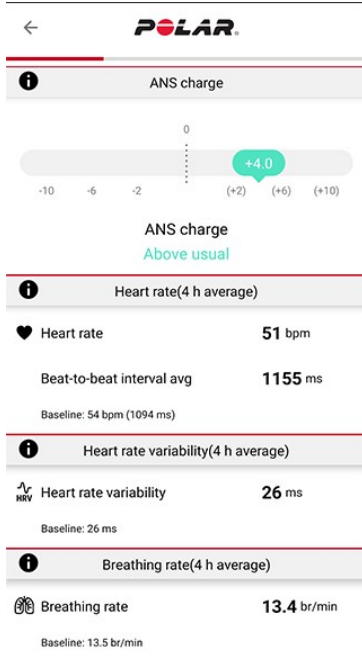 POLAR.
ANS charge
0
+4.0
-10 -6 -2 (+2) (+6) (+10)
ANS charge
Above usual
Heart rate(4 h average)
Heart rate 51 bpm
Beat-to-beat interval avg 1155 ms
Baseline: 54 bpm (1094 ms)
Heart rate variability(4 h average)
HRV Heart rate variability 26 ms
Baseline: 26 ms
Breathing rate(4 h average)
Breathing rate 13.4 br/min
Baseline: 13.5 br/min